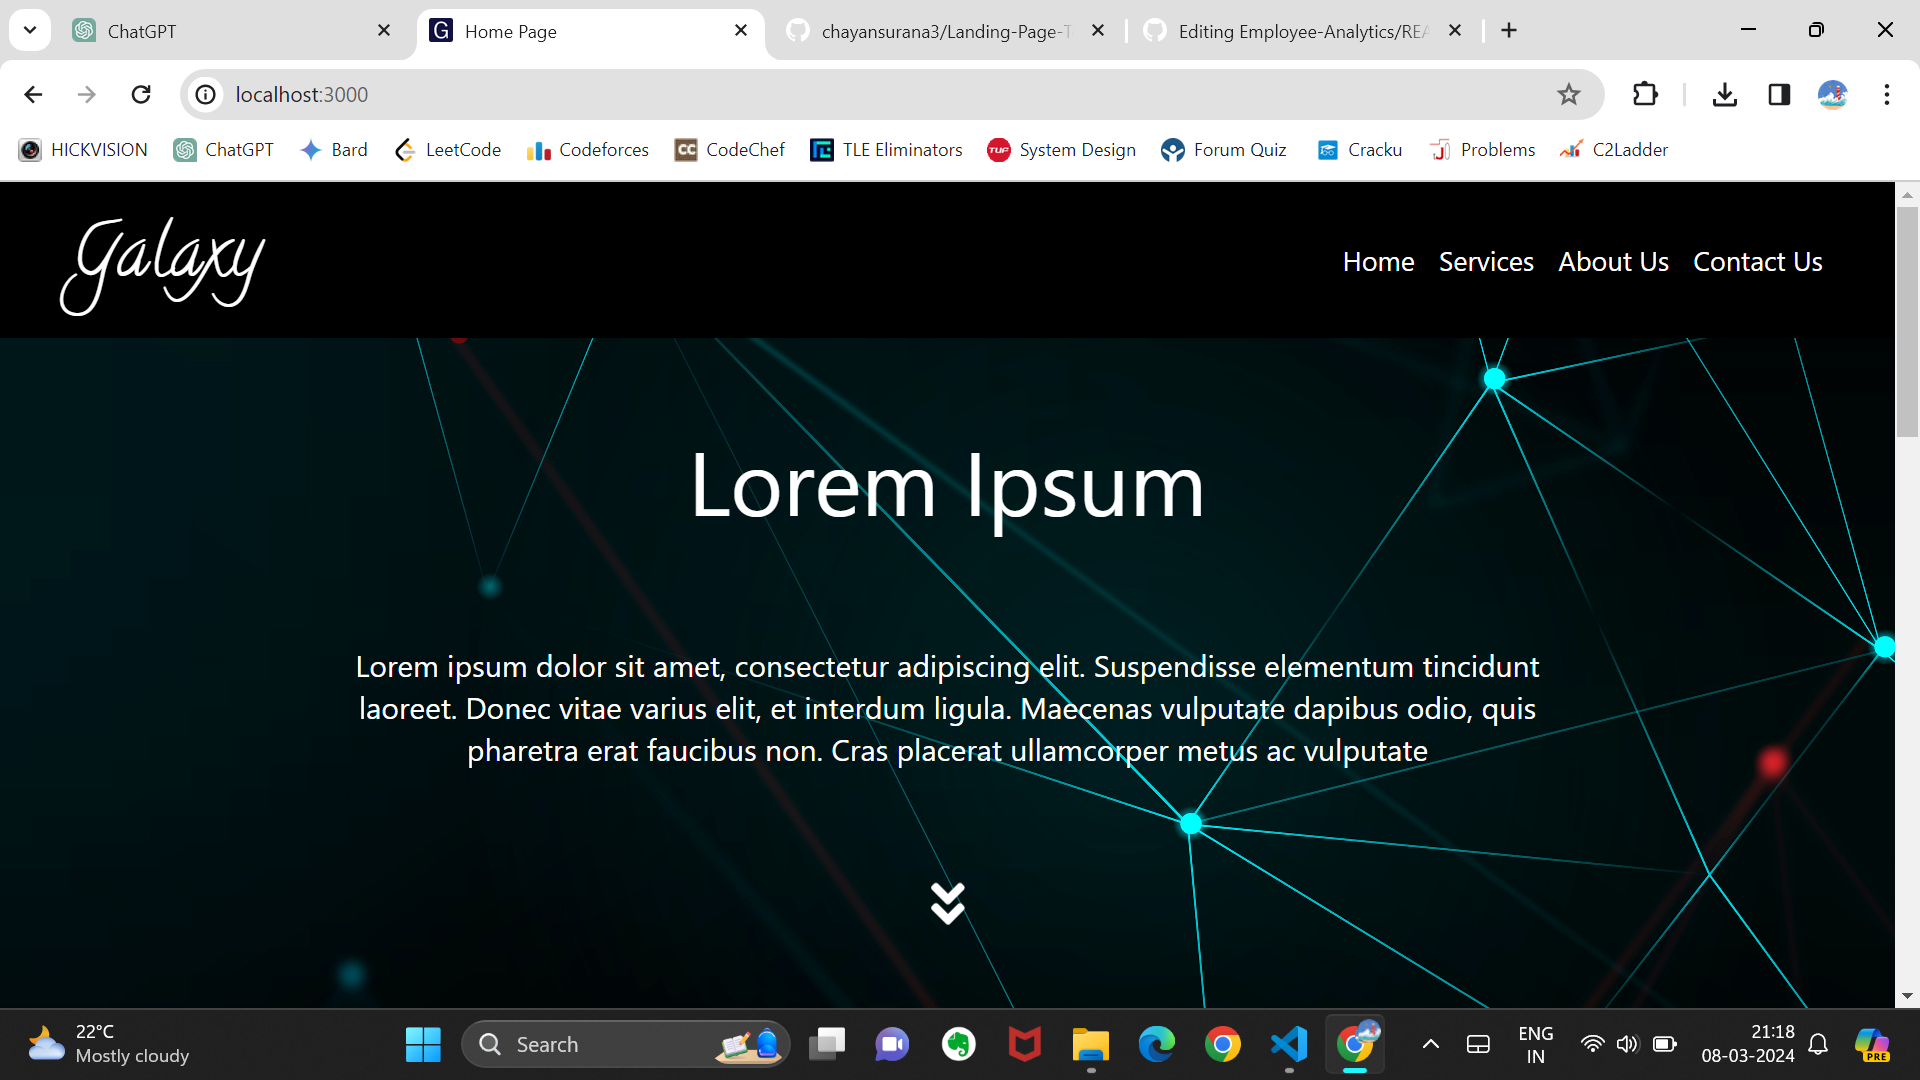 ChatGPT
Home Page
chayansurana3/Landing-Page-T
Editing Employee-Analytics/REA
localhost:3000
HICKVISION
ChatGPT
Bard
LeetCode
Codeforces
CC CodeChef
TLE Eliminators
TUF System Design
Forum Quiz
Cracku
Problems
C2Ladder
Galaxy
Home Services About Us Contact Us
Lorem Ipsum
Lorem ipsum dolor sit amet, consectetur adipiscing elit. Suspendisse elementum tincidunt
laoreet. Donec vitae varius elit, et interdum ligula. Maecenas vulputate dapibus odio, quis
pharetra erat faucibus non. Cras placerat ullamcorper metus ac vulputate
22°C
Mostly cloudy
Search
ENG
IN
21:18
08-03-2024
PRE